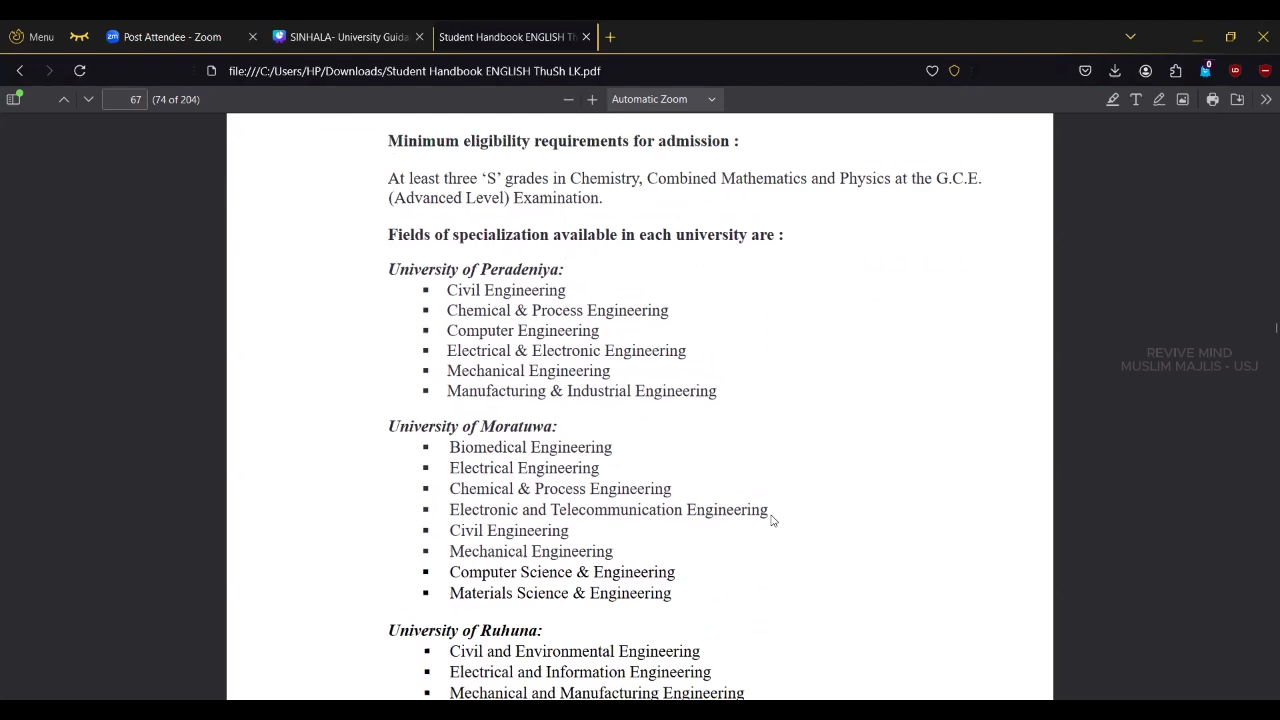 Menu
Post Attendee - Zoom
SINHALA- University Guida
Student Handbook ENGLISH Th
file:///C:/Users/HP/Downloads/Student Handbook ENGLISH ThuSh LK.pdf
0
67
(74 of 204)
Automatic Zoom
Minimum eligibility requirements for admission :
At least three ‘S’ grades in Chemistry, Combined Mathematics and Physics at the G.C.E.
(Advanced Level) Examination.
Fields of specialization available in each university are :
University of Peradeniya:
▪ Civil Engineering
▪ Chemical & Process Engineering
▪ Computer Engineering
▪ Electrical & Electronic Engineering
▪ Mechanical Engineering
▪ Manufacturing & Industrial Engineering
REVIVE MIND
MUSLIM MAJLIS - USJ
University of Moratuwa:
▪ Biomedical Engineering
▪ Electrical Engineering
▪ Chemical & Process Engineering
▪ Electronic and Telecommunication Engineering
▪ Civil Engineering
▪ Mechanical Engineering
▪ Computer Science & Engineering
▪ Materials Science & Engineering
University of Ruhuna:
▪ Civil and Environmental Engineering
▪ Electrical and Information Engineering
▪ Mechanical and Manufacturing Engineering